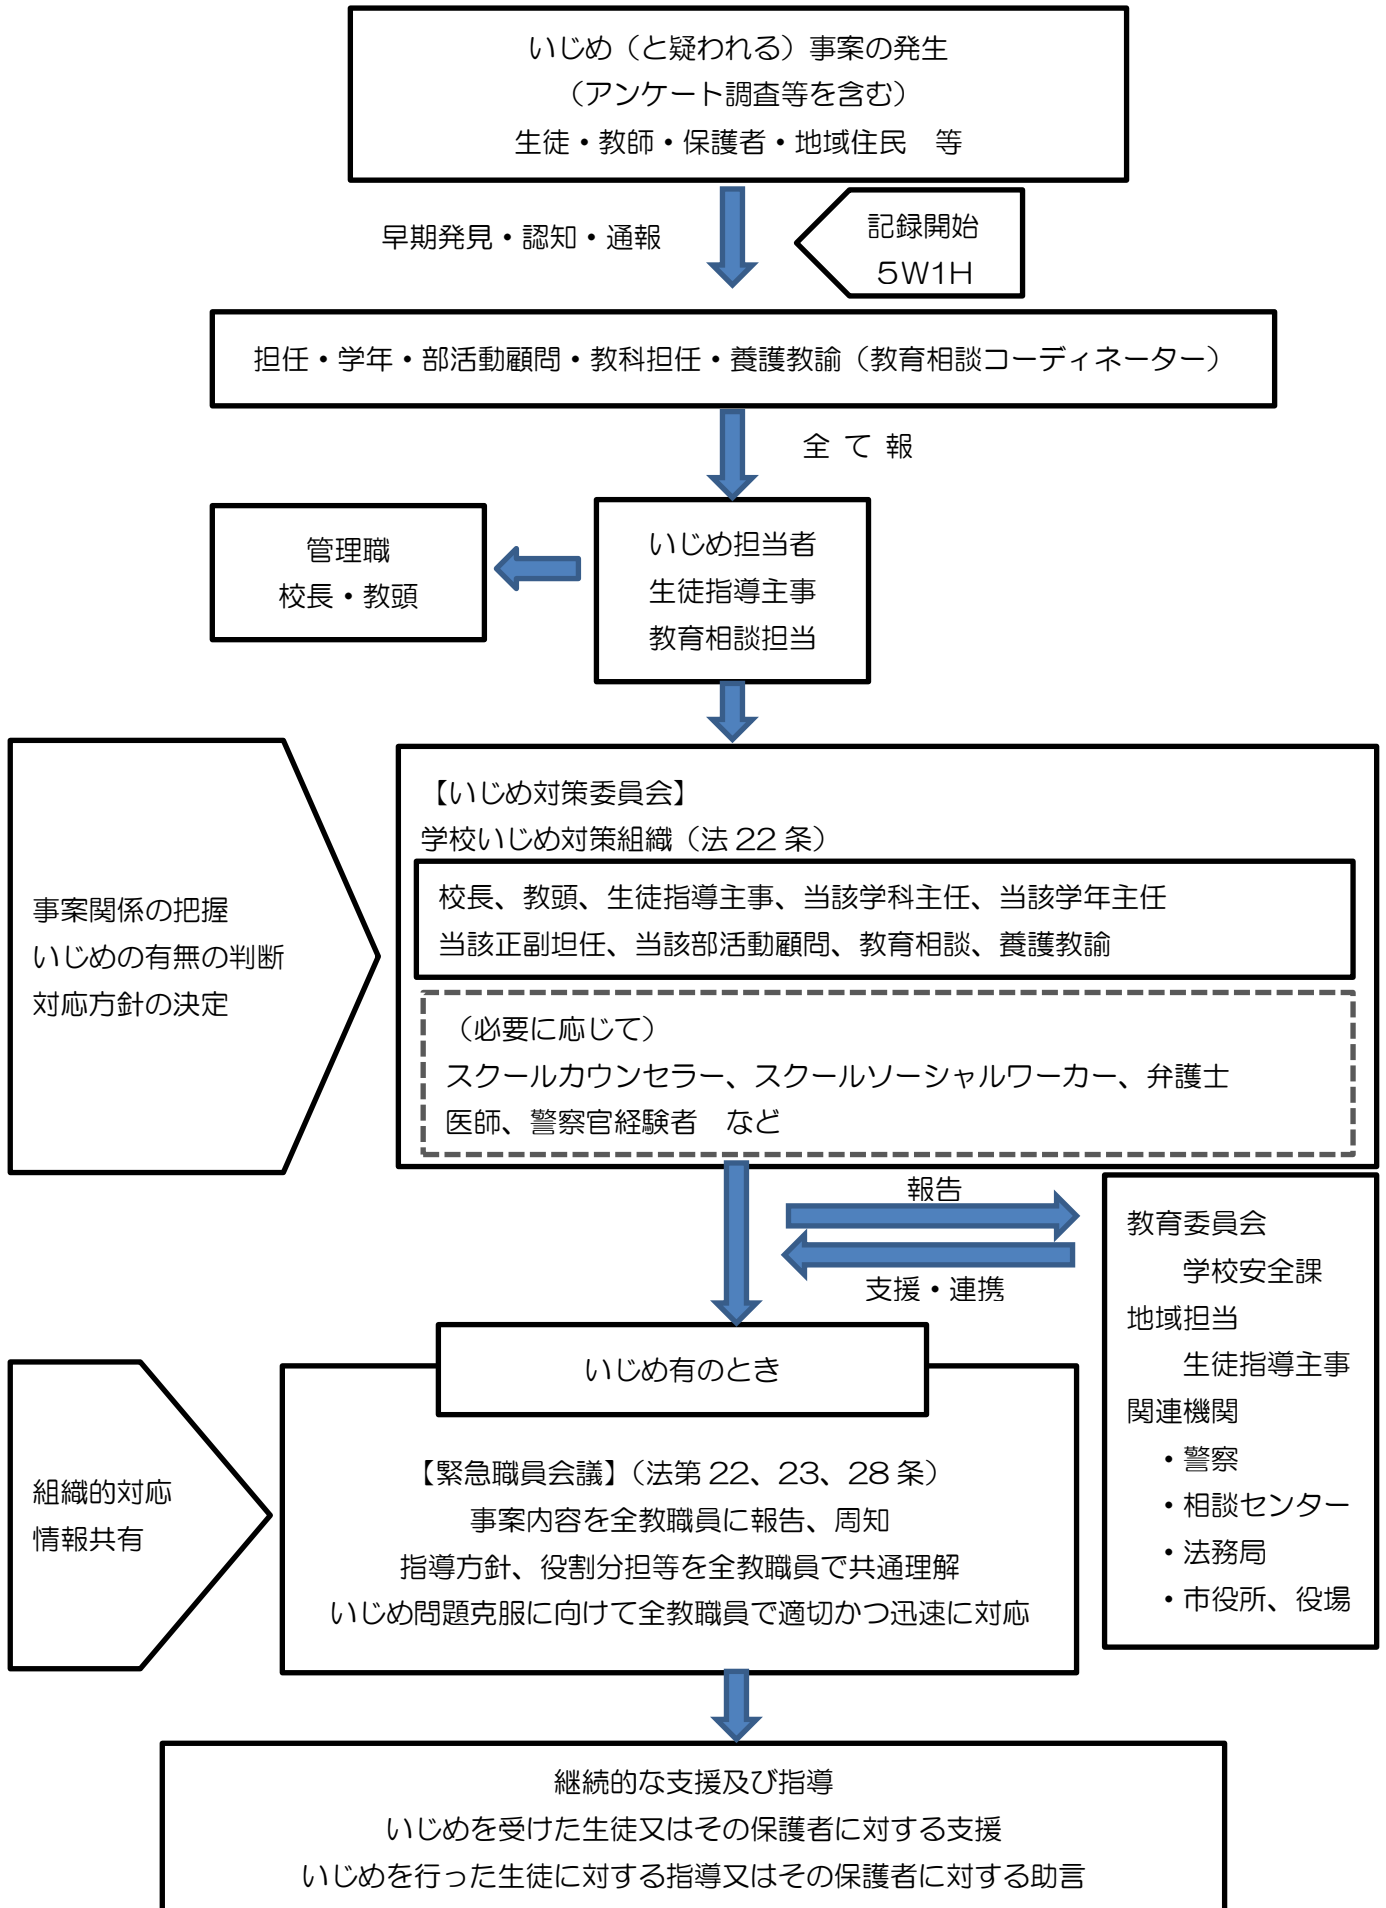 いじめ（と疑われる）事案の発生
（アンケート調査等を含む）
生徒・教師・保護者・地域住民　等
早期発見・認知・通報
記録開始
５W１H
担任・学年・部活動顧問・教科担任・養護教諭（教育相談コーディネーター）
全 て 報
管理職
校長・教頭
いじめ担当者
生徒指導主事
教育相談担当
事案関係の把握
いじめの有無の判断
対応方針の決定
【いじめ対策委員会】
学校いじめ対策組織（法 22 条）
校長、教頭、生徒指導主事、当該学科主任、当該学年主任
当該正副担任、当該部活動顧問、教育相談、養護教諭
（必要に応じて）
スクールカウンセラー、スクールソーシャルワーカー、弁護士
医師、警察官経験者　など
報告
支援・連携
教育委員会
学校安全課
地域担当
生徒指導主事
関連機関
・警察
・相談センター
・法務局
・市役所、役場
いじめ有のとき
組織的対応
情報共有
【緊急職員会議】（法第 22、23、28 条）
事案内容を全教職員に報告、周知
指導方針、役割分担等を全教職員で共通理解
いじめ問題克服に向けて全教職員で適切かつ迅速に対応
継続的な支援及び指導
いじめを受けた生徒又はその保護者に対する支援
いじめを行った生徒に対する指導又はその保護者に対する助言